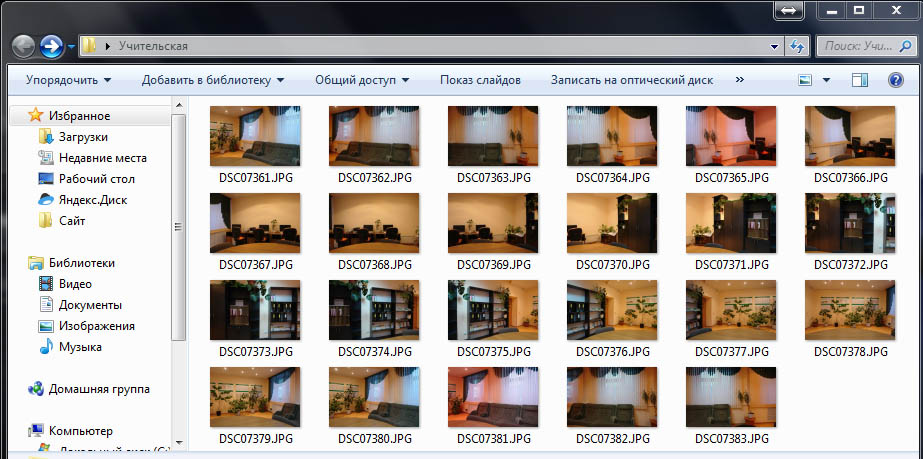 Учительская
Поиск: Учи...
Упорядочить
Добавить в библиотеку
Общий доступ
Показ слайдов
Записать на оптический диск
»
Избранное
Загрузки
Недавние места
Рабочий стол
Яндекс.Диск
Сайт
Библиотеки
Видео
Документы
Изображения
Музыка
Домашняя группа
Компьютер
Локальный диск (C:)
DSC07361.JPG DSC07362.JPG DSC07363.JPG DSC07364.JPG DSC07365.JPG DSC07366.JPG
DSC07367.JPG DSC07368.JPG DSC07369.JPG DSC07370.JPG DSC07371.JPG DSC07372.JPG
DSC07373.JPG DSC07374.JPG DSC07375.JPG DSC07376.JPG DSC07377.JPG DSC07378.JPG
DSC07379.JPG DSC07380.JPG DSC07381.JPG DSC07382.JPG DSC07383.JPG